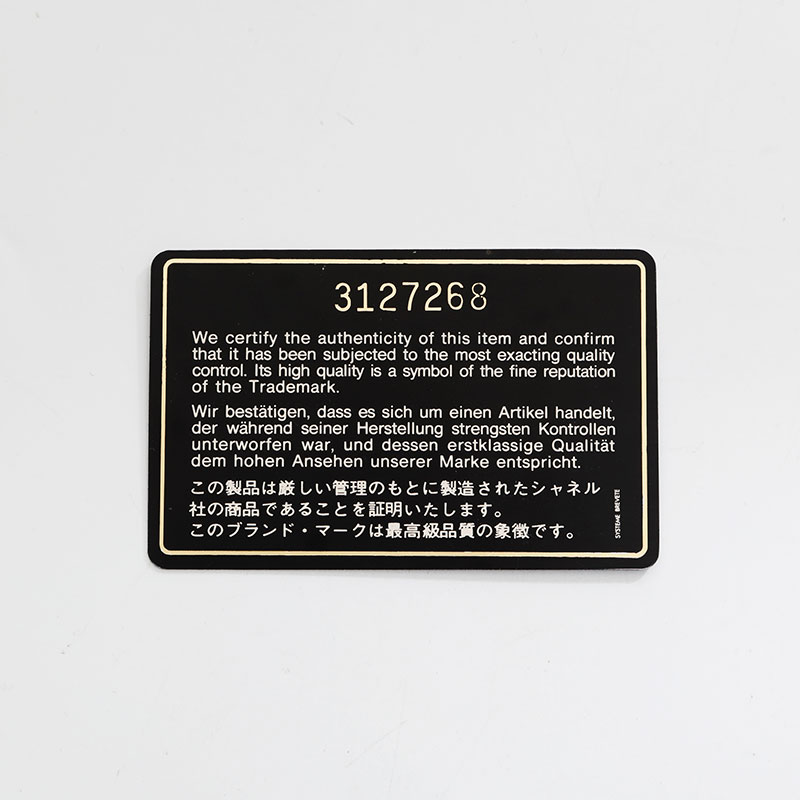 3127268
We certify the authenticity of this item and confirm
that it has been subjected to the most exacting quality
control. Its high quality is a symbol of the fine reputation
of the Trademark.
Wir bestätigen, dass es sich um einen Artikel handelt,
der während seiner Herstellung strengsten Kontrollen
unterworfen war, und dessen erstklassige Qualität
dem hohen Ansehen unserer Marke entspricht.
この製品は厳しい管理のもとに製造されたシャネル
社の商品であることを証明いたします。
このブランド・マークは最高級品質の象徴です。
SYSTEME BREVETE